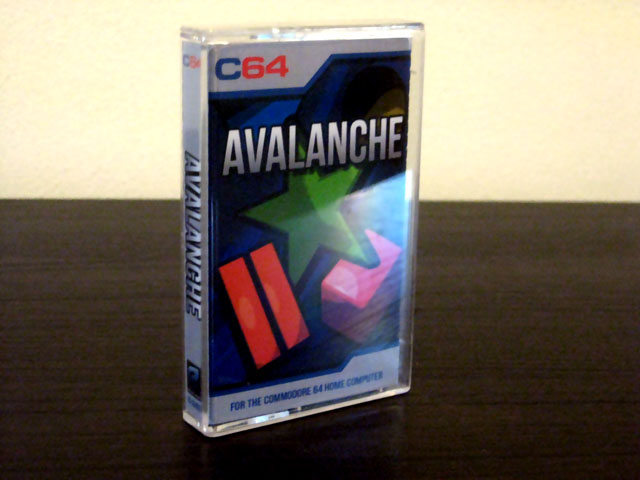 C64
AVALANCHE
FOR THE COMMODORE 64 HOME COMPUTER
C64
AVALANCHE